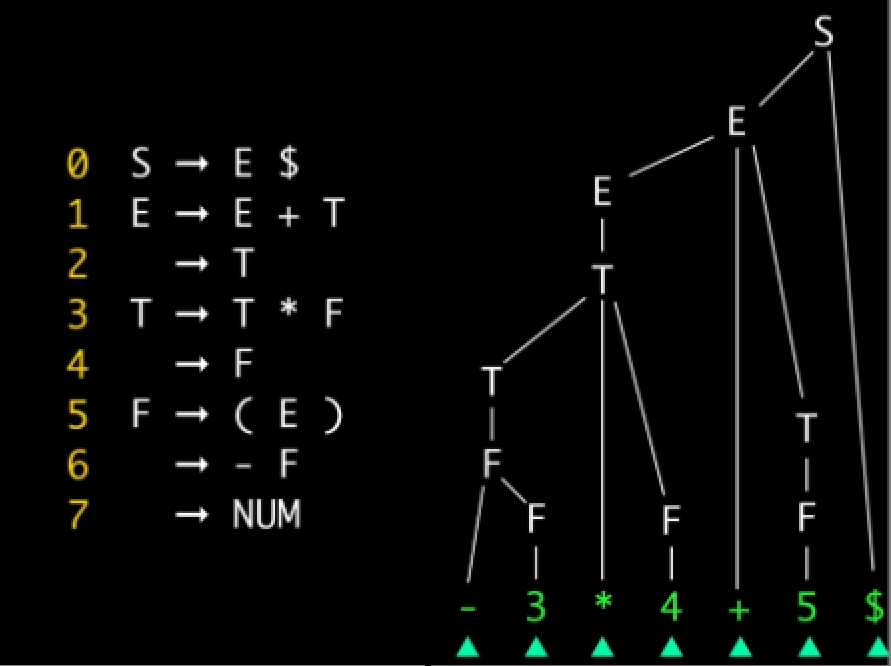 S
E
E
T
T
T
F
F
F
F
- 3 * 4 + 5 $
0 S → E $
1 E → E + T
2 → T
3 T → T * F
4 → F
5 F → ( E )
6 → - F
7 → NUM